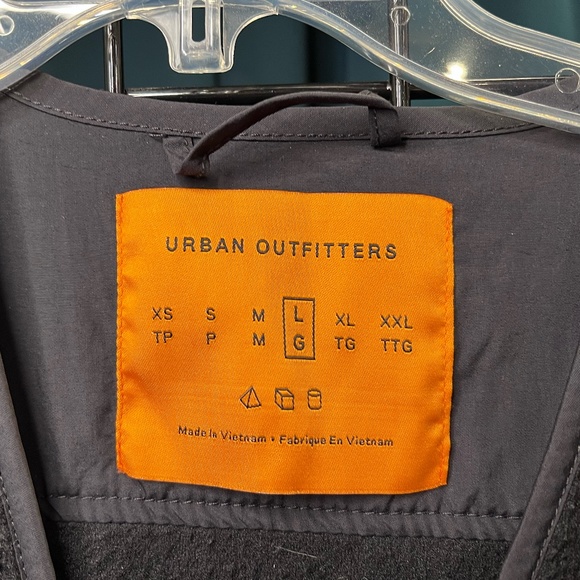 URBAN OUTFITTERS
XS S M L XL XXL
TP P M G TG TTG
Made In Vietnam • Fabrique En Vietnam